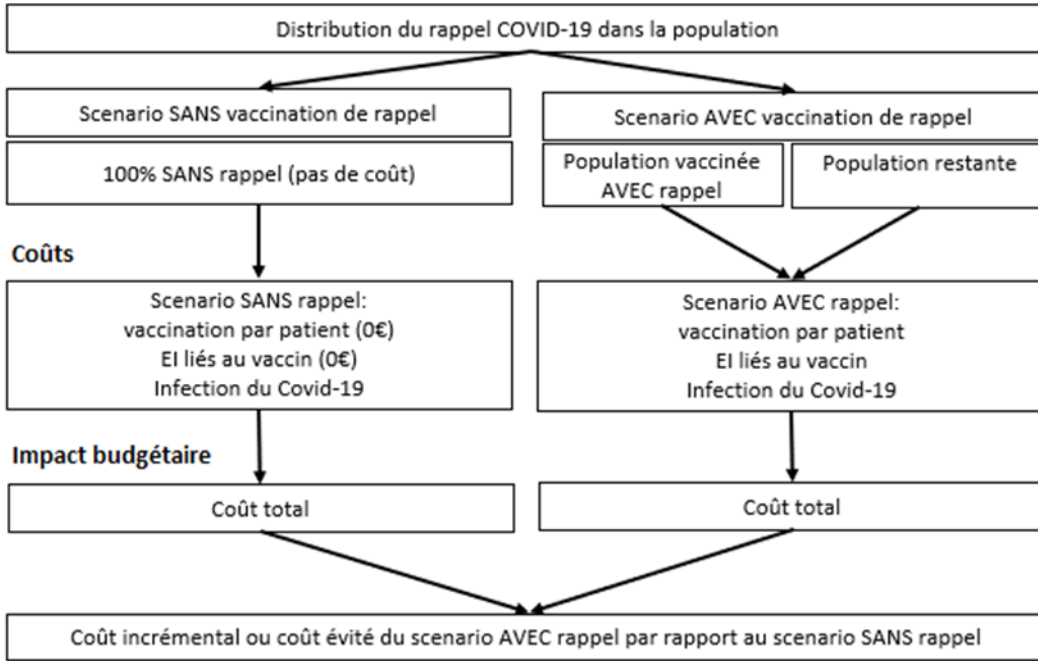 Distribution du rappel COVID-19 dans la population
Scenario SANS vaccination de rappel
Scenario AVEC vaccination de rappel
100% SANS rappel (pas de coût)
Population vaccinée
AVEC rappel
Population restante
Coûts
Scenario SANS rappel:
vaccination par patient (0€)
EI liés au vaccin (0€)
Infection du Covid-19
Scenario AVEC rappel:
vaccination par patient
EI liés au vaccin
Infection du Covid-19
Impact budgétaire
Coût total
Coût total
Coût incrémental ou coût évité du scenario AVEC rappel par rapport au scenario SANS rappel